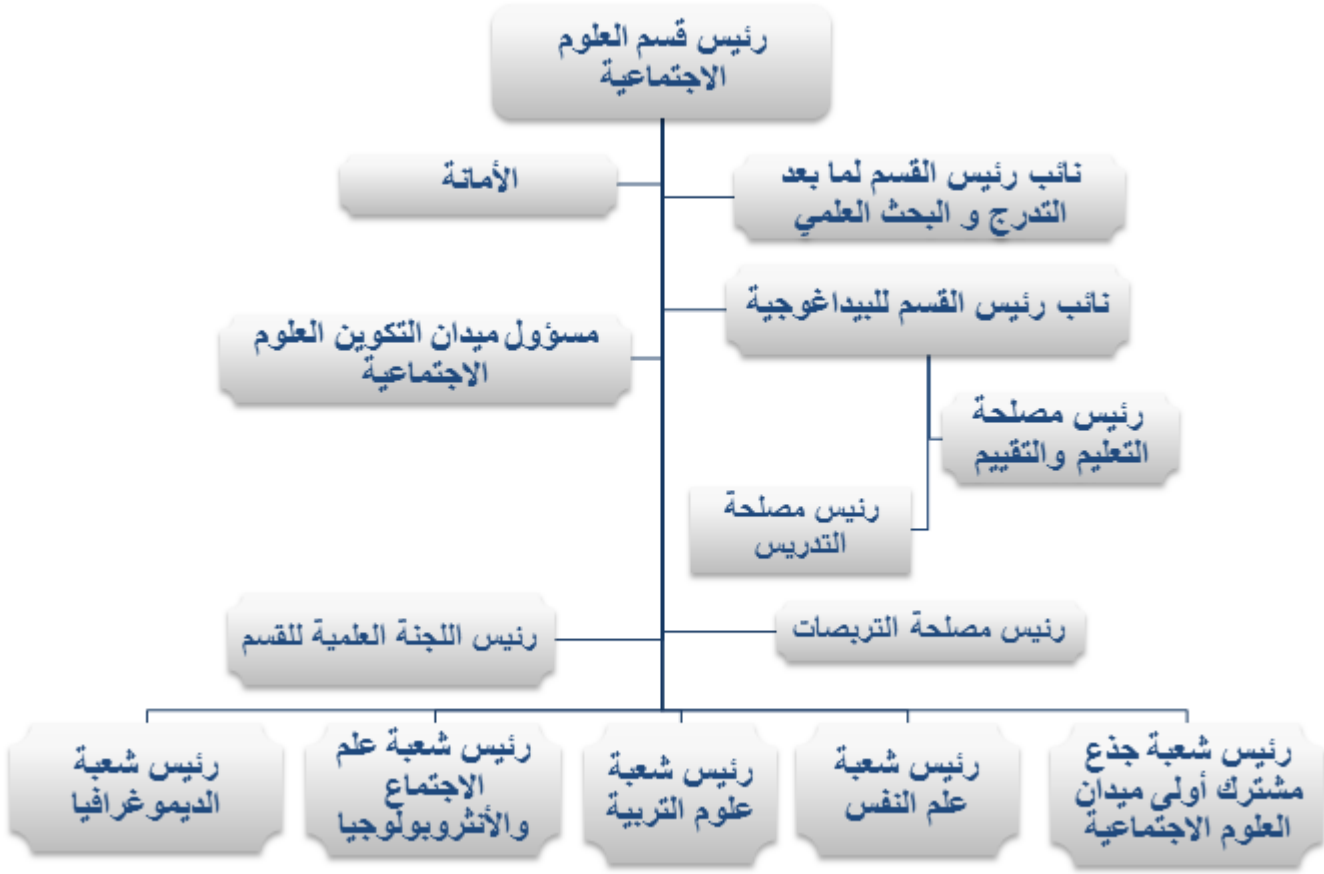 رئيس قسم العلوم
الاجتماعية
نائب رئيس القسم لما بعد
التدرج و البحث العلمي
الأمانة
نائب رئيس القسم للبيداغوجية
مسؤول ميدان التكوين العلوم
الاجتماعية
رئيس مصلحة
التعليم والتقييم
رئيس مصلحة
التدريس
رئيس مصلحة التربصات
رئيس اللجنة العلمية للقسم
رئيس شعبة جذع
مشترك أولى ميدان
العلوم الاجتماعية
رئيس شعبة
علم النفس
رئيس شعبة
علوم التربية
رئيس شعبة علم
الاجتماع
والأنثروبولوجيا
رئيس شعبة
الديموغرافيا